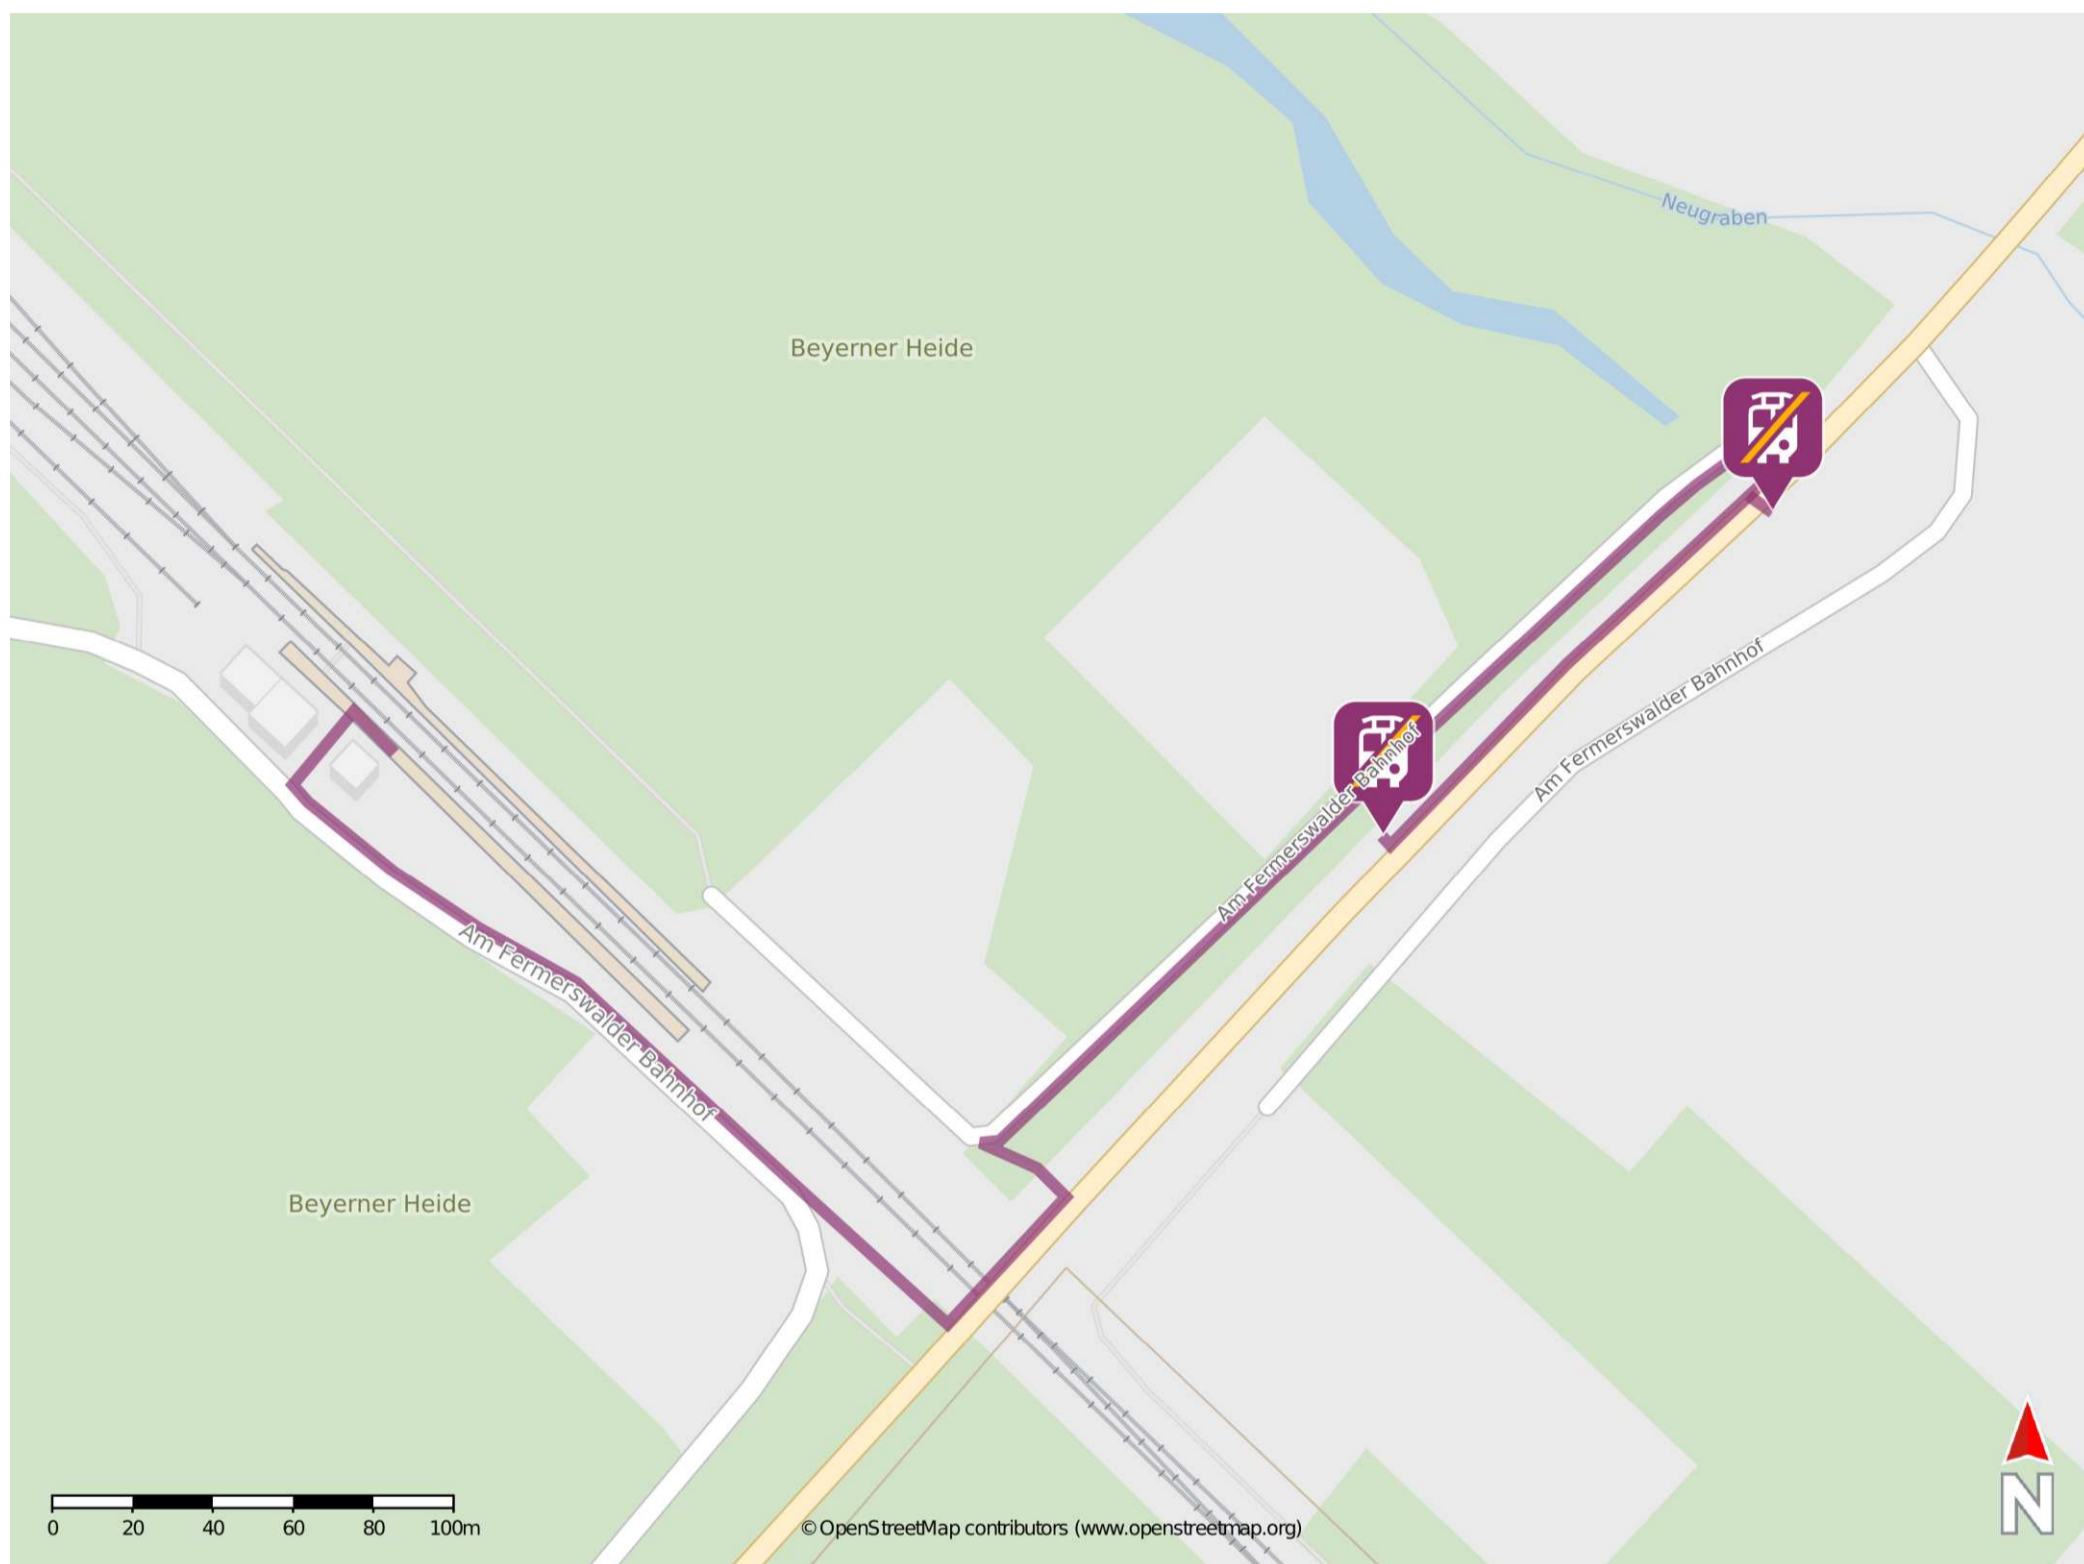 Neugraben
Beyerner Heide
Am Fermerswalder Bahnhof
Am Fermerswalder Bahnhof
Am Fermerswalder Bahnhof
Beyerner Heide
N
0 20 40 60 80 100m
© OpenStreetMap contributors (www.openstreetmap.org)